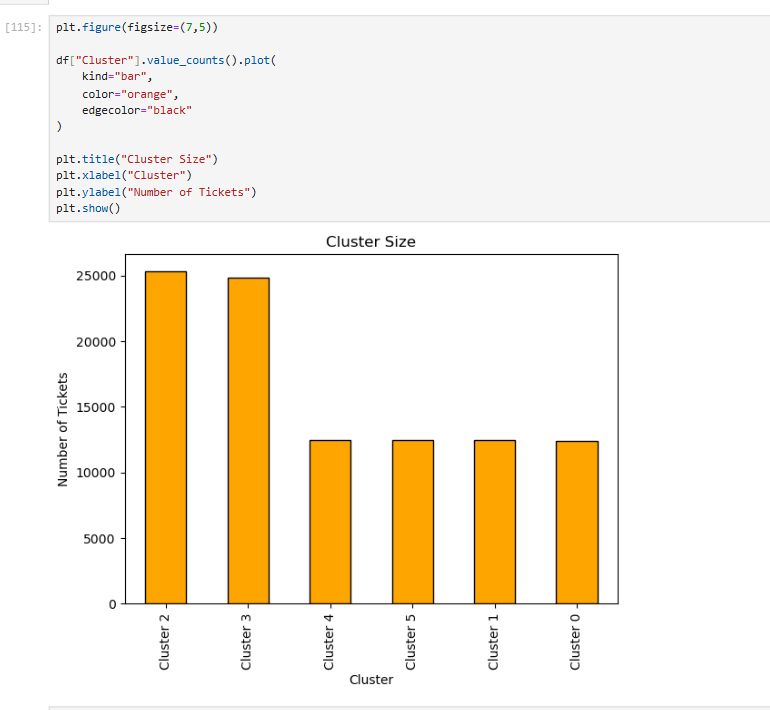 [115]:
plt.figure(figsize=(7,5))
df["Cluster"].value_counts().plot(
    kind="bar",
    color="orange",
    edgecolor="black"
)
plt.title("Cluster Size")
plt.xlabel("Cluster")
plt.ylabel("Number of Tickets")
plt.show()
Cluster Size
Number of Tickets
25000
20000
15000
10000
5000
0
Cluster 2
Cluster 3
Cluster 4
Cluster 5
Cluster 1
Cluster 0
Cluster